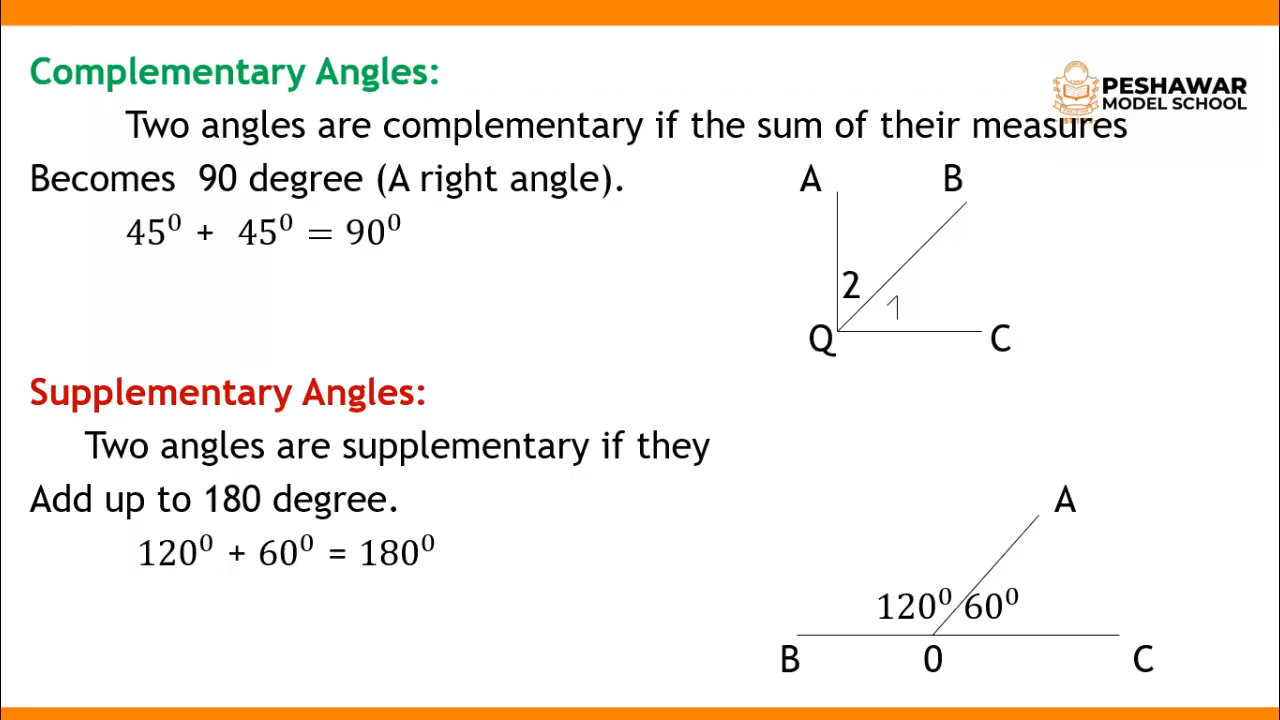 Complementary Angles:
PESHAWAR
MODEL SCHOOL
Two angles are complementary if the sum of their measures
Becomes 90 degree (A right angle).
A B
45⁰ + 45⁰ = 90⁰
2
1
Q C
Supplementary Angles:
Two angles are supplementary if they
Add up to 180 degree.
A
120⁰ + 60⁰ = 180⁰
120⁰ 60⁰
B 0 C